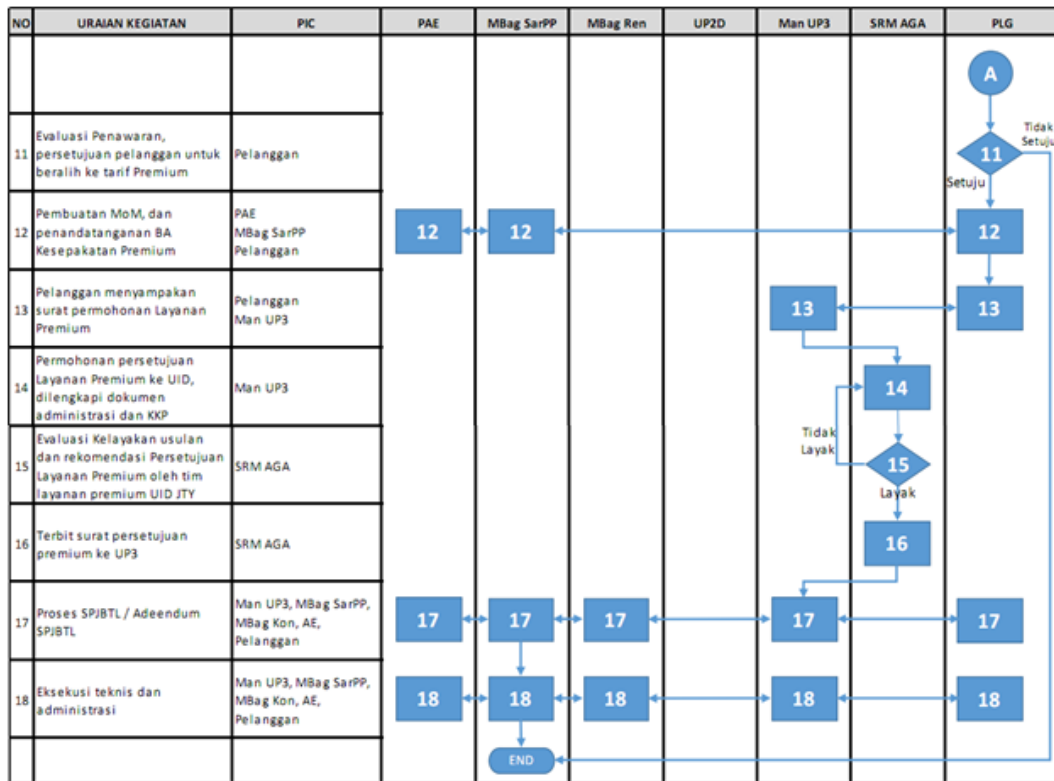 NO URAIAN KEGIATAN PIC PAE MBag SarPP MBag Ren UP2D Man UP3 SRM AGA PLG
A
11 Evaluasi Penawaran,
persetujuan pelanggan untuk
beralih ke tarif Premium
Pelanggan
11
Tidak
Setuju
Setuju
12 Pembuatan MoM, dan
penandatanganan BA
Kesepakatan Premium
PAE
MBag SarPP
Pelanggan
12 12 12
13 Pelanggan menyampakan
surat permohonan Layanan
Premium
Pelanggan
Man UP3
13 13
14 Permohonan persetujuan
Layanan Premium ke UID,
dilengkapi dokumen
administrasi dan KKP
Man UP3
14
15 Evaluasi Kelayakan usulan
dan rekomendasi Persetujuan
Layanan Premium oleh tim
layanan premium UID JTY
SRM AGA
Tidak
Layak
15
Layak
16 Terbit surat persetujuan
premium ke UP3
SRM AGA
16
17 Proses SPJBTL / Adeendum
SPJBTL
Man UP3, MBag SarPP,
MBag Kon, AE,
Pelanggan
17 17 17 17 17
18 Eksekusi teknis dan
administrasi
Man UP3, MBag SarPP,
MBag Kon, AE,
Pelanggan
18 18 18 18 18
END